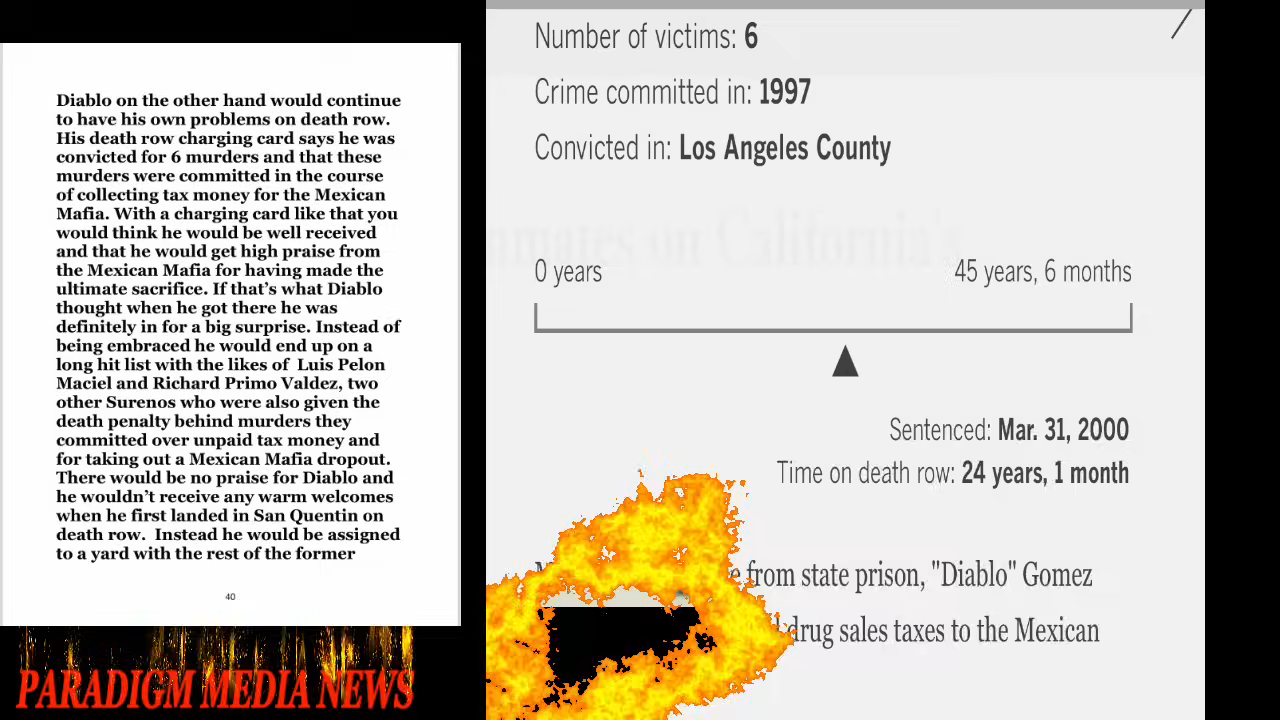 Diablo on the other hand would continue
to have his own problems on death row.
His death row charging card says he was
convicted for 6 murders and that these
murders were committed in the course
of collecting tax money for the Mexican
Mafia. With a charging card like that you
would think he would be well received
and that he would get high praise from
the Mexican Mafia for having made the
ultimate sacrifice. If that’s what Diablo
thought when he got there he was
definitely in for a big surprise. Instead of
being embraced he would end up on a
long hit list with the likes of  Luis Pelon
Maciel and Richard Primo Valdez, two
other Surenos who were also given the
death penalty behind murders they
committed over unpaid tax money and
for taking out a Mexican Mafia dropout.
There would be no praise for Diablo and
he wouldn’t receive any warm welcomes
when he first landed in San Quentin on
death row.  Instead he would be assigned
to a yard with the rest of the former
40
PARADIGM MEDIA NEWS
Number of victims: 6
Crime committed in: 1997
Convicted in: Los Angeles County
inmates on California's
0 years
45 years, 6 months
Sentenced: Mar. 31, 2000
Time on death row: 24 years, 1 month
from state prison, "Diablo" Gomez
drug sales taxes to the Mexican